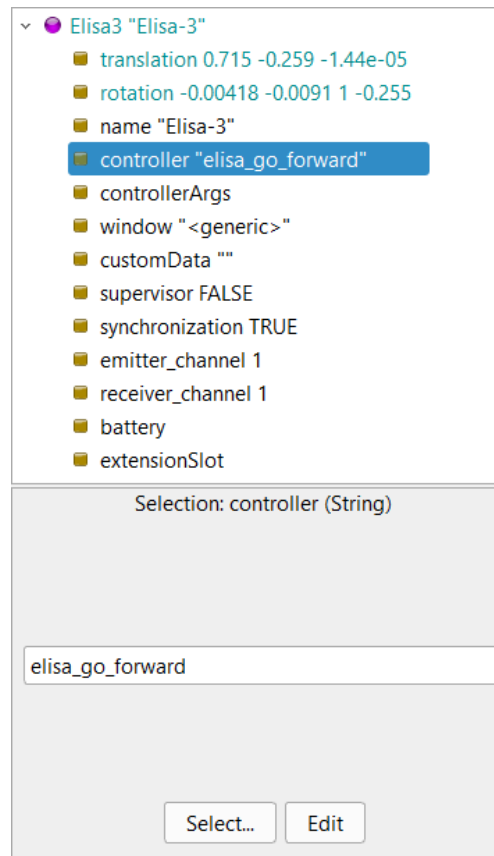 Elisa3 "Elisa-3"
translation 0.715 -0.259 -1.44e-05
rotation -0.00418 -0.0091 1 -0.255
name "Elisa-3"
controller "elisa_go_forward"
controllerArgs
window "<generic>"
customData ""
supervisor FALSE
synchronization TRUE
emitter_channel 1
receiver_channel 1
battery
extensionSlot
Selection: controller (String)
elisa_go_forward
Select... Edit